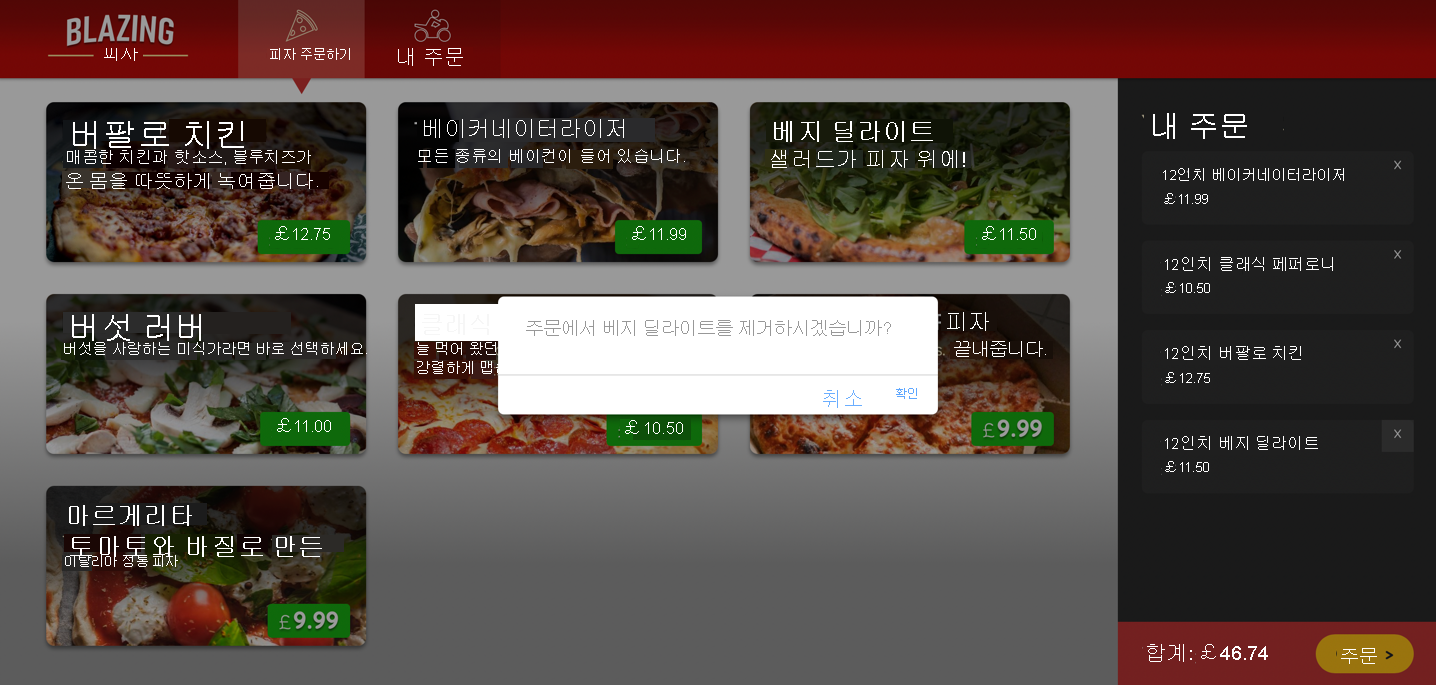 BLAZING
피자 주문하기
내 주문
버팔로 치킨
매콤한 치킨과 핫소스, 블루치즈가
온 몸을 따뜻하게 녹여줍니다.
£12.75
베이커네이터라이저
모든 종류의 베이컨이 들어 있습니다.
£11.99
베지 딜라이트
샐러드가 피자 위에!
£11.50
버섯 러버
버섯을 사랑하는 미식가라면 바로 선택하세요.
£11.00
클래식
늘 먹어 왔던
강렬하게 맵
£10.50
피자
끝내줍니다.
£9.99
마르게리타
토마토와 바질로 만든
이탈리아 정통 피자
£9.99
주문에서 베지 딜라이트를 제거하시겠습니까?
취소
확인
내 주문
12인치 베이커네이터라이저
x
£11.99
12인치 클래식 페퍼로니
x
£10.50
12인치 버팔로 치킨
x
£12.75
12인치 베지 딜라이트
x
£11.50
합계: £46.74
주문 >